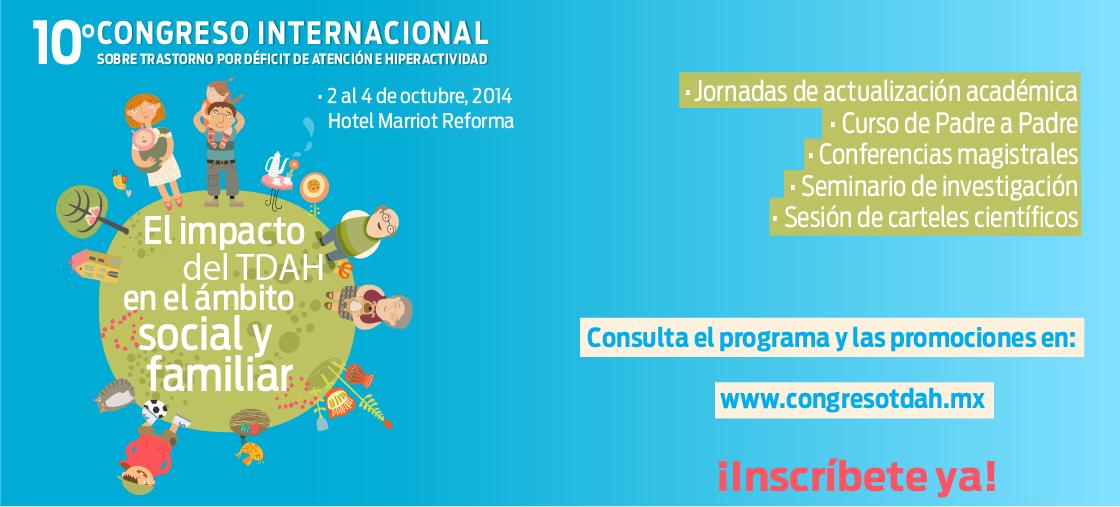 10° CONGRESO INTERNACIONAL
SOBRE TRASTORNO POR DÉFICIT DE ATENCIÓN E HIPERACTIVIDAD
· 2 al 4 de octubre, 2014
Hotel Marriot Reforma
El impacto
del TDAH
en el ámbito
social y
familiar
· Jornadas de actualización académica
· Curso de Padre a Padre
· Conferencias magistrales
· Seminario de investigación
· Sesión de carteles científicos
Consulta el programa y las promociones en:
www.congresotdah.mx
¡Inscríbete ya!